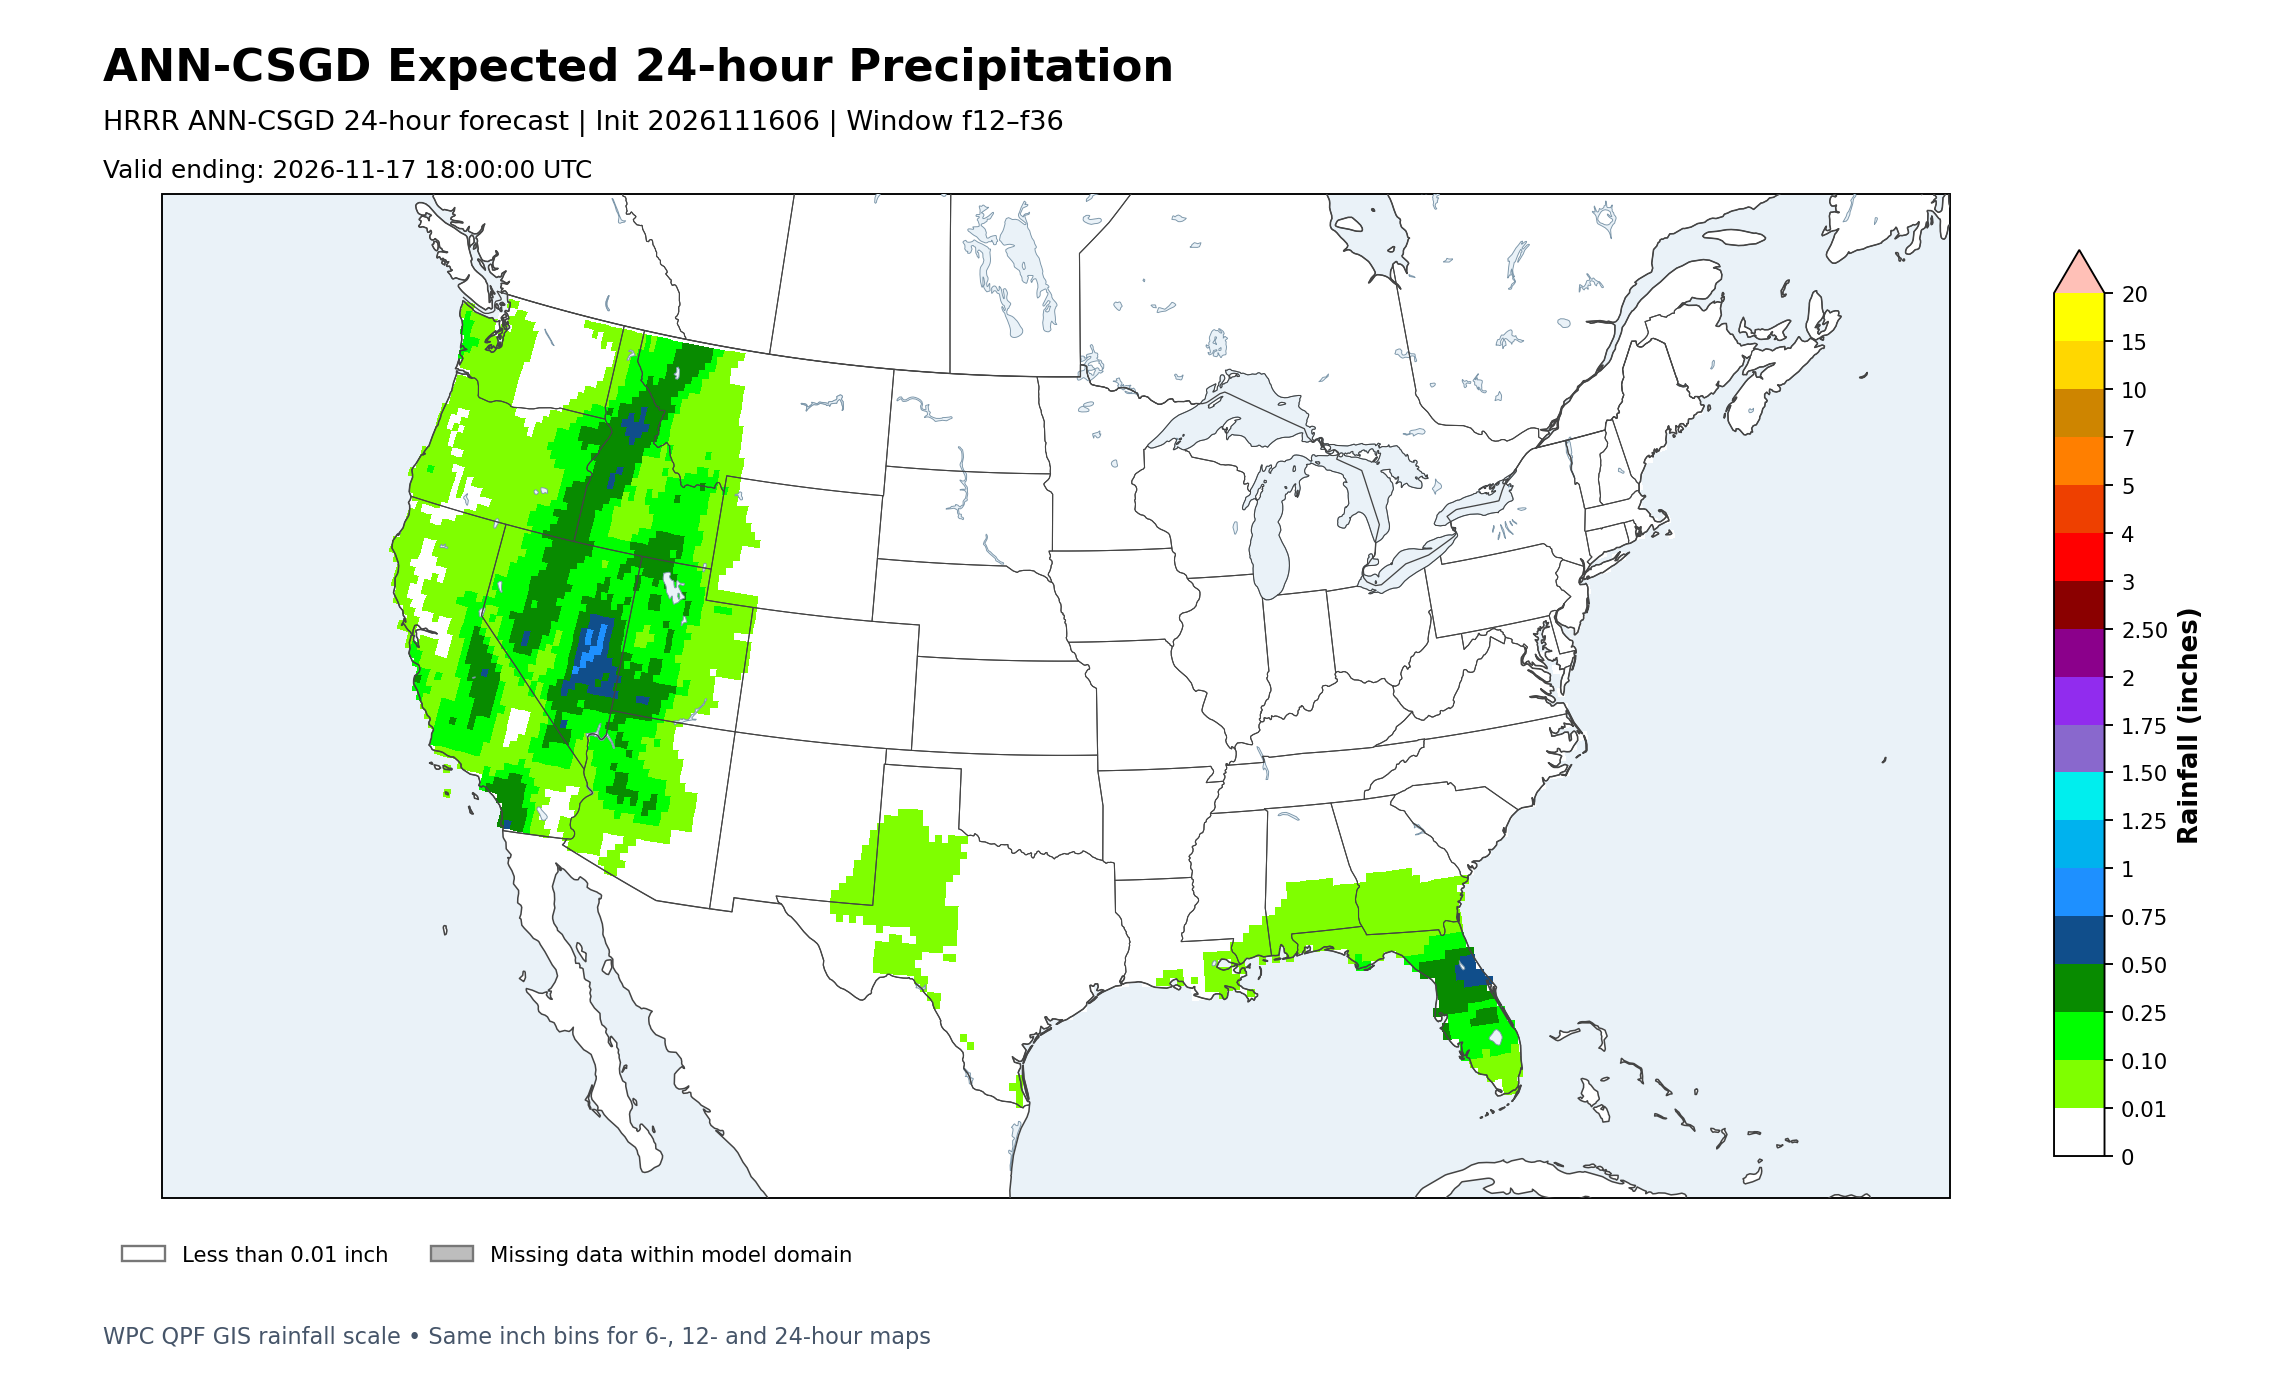 ANN-CSGD Expected 24-hour Precipitation
HRRR ANN-CSGD 24-hour forecast | Init 2026111606 | Window f12–f36
Valid ending: 2026-11-17 18:00:00 UTC
20
15
10
7
5
4
3
2.50
2
1.75
1.50
1.25
1
0.75
0.50
0.25
0.10
0.01
0
Rainfall (inches)
Less than 0.01 inch
Missing data within model domain
WPC QPF GIS rainfall scale • Same inch bins for 6-, 12- and 24-hour maps